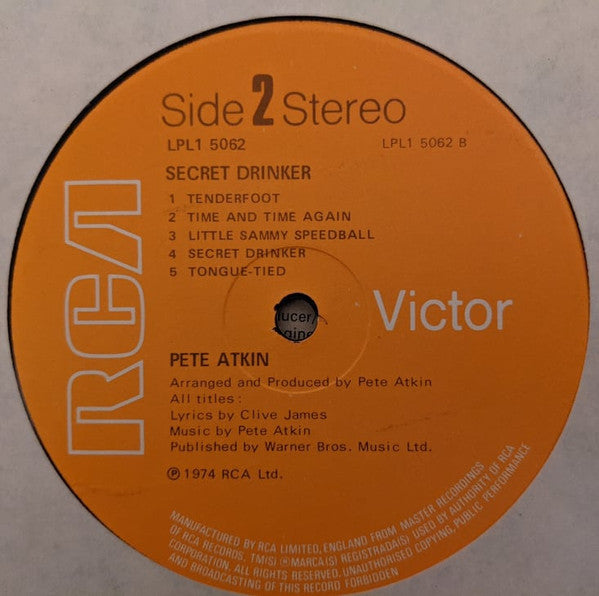 Side 2 Stereo
LPL1 5062
LPL1 5062 B
SECRET DRINKER
1 TENDERFOOT
2 TIME AND TIME AGAIN
3 LITTLE SAMMY SPEEDBALL
4 SECRET DRINKER
5 TONGUE-TIED
RCA
Victor
ucer/
PETE ATKIN
Arranged and Produced by Pete Atkin
All titles:
Lyrics by Clive James
Music by Pete Atkin
Published by Warner Bros. Music Ltd.
℗ 1974 RCA Ltd.
MANUFACTURED BY RCA LIMITED, ENGLAND FROM MASTER RECORDINGS
OF RCA RECORDS. TM(S) ® MARCA(S) REGISTRADA(S) USED BY AUTHORITY OF RCA
CORPORATION. ALL RIGHTS RESERVED. UNAUTHORISED COPYING, PUBLIC PERFORMANCE
AND BROADCASTING OF THIS RECORD FORBIDDEN